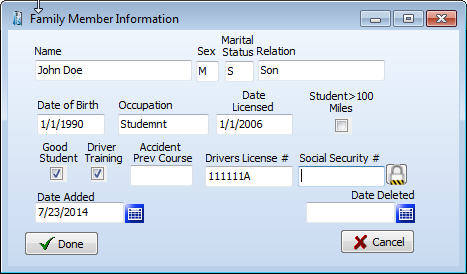 Family Member Information
Name Sex Marital Status Relation
John Doe M S Son
Date of Birth Occupation Date Licensed Student>100 Miles
1/1/1990 Studemnt 1/1/2006
Good Student Driver Training Accident Prev Course Drivers License # Social Security #
111111A
Date Added Date Deleted
7/23/2014
Done Cancel